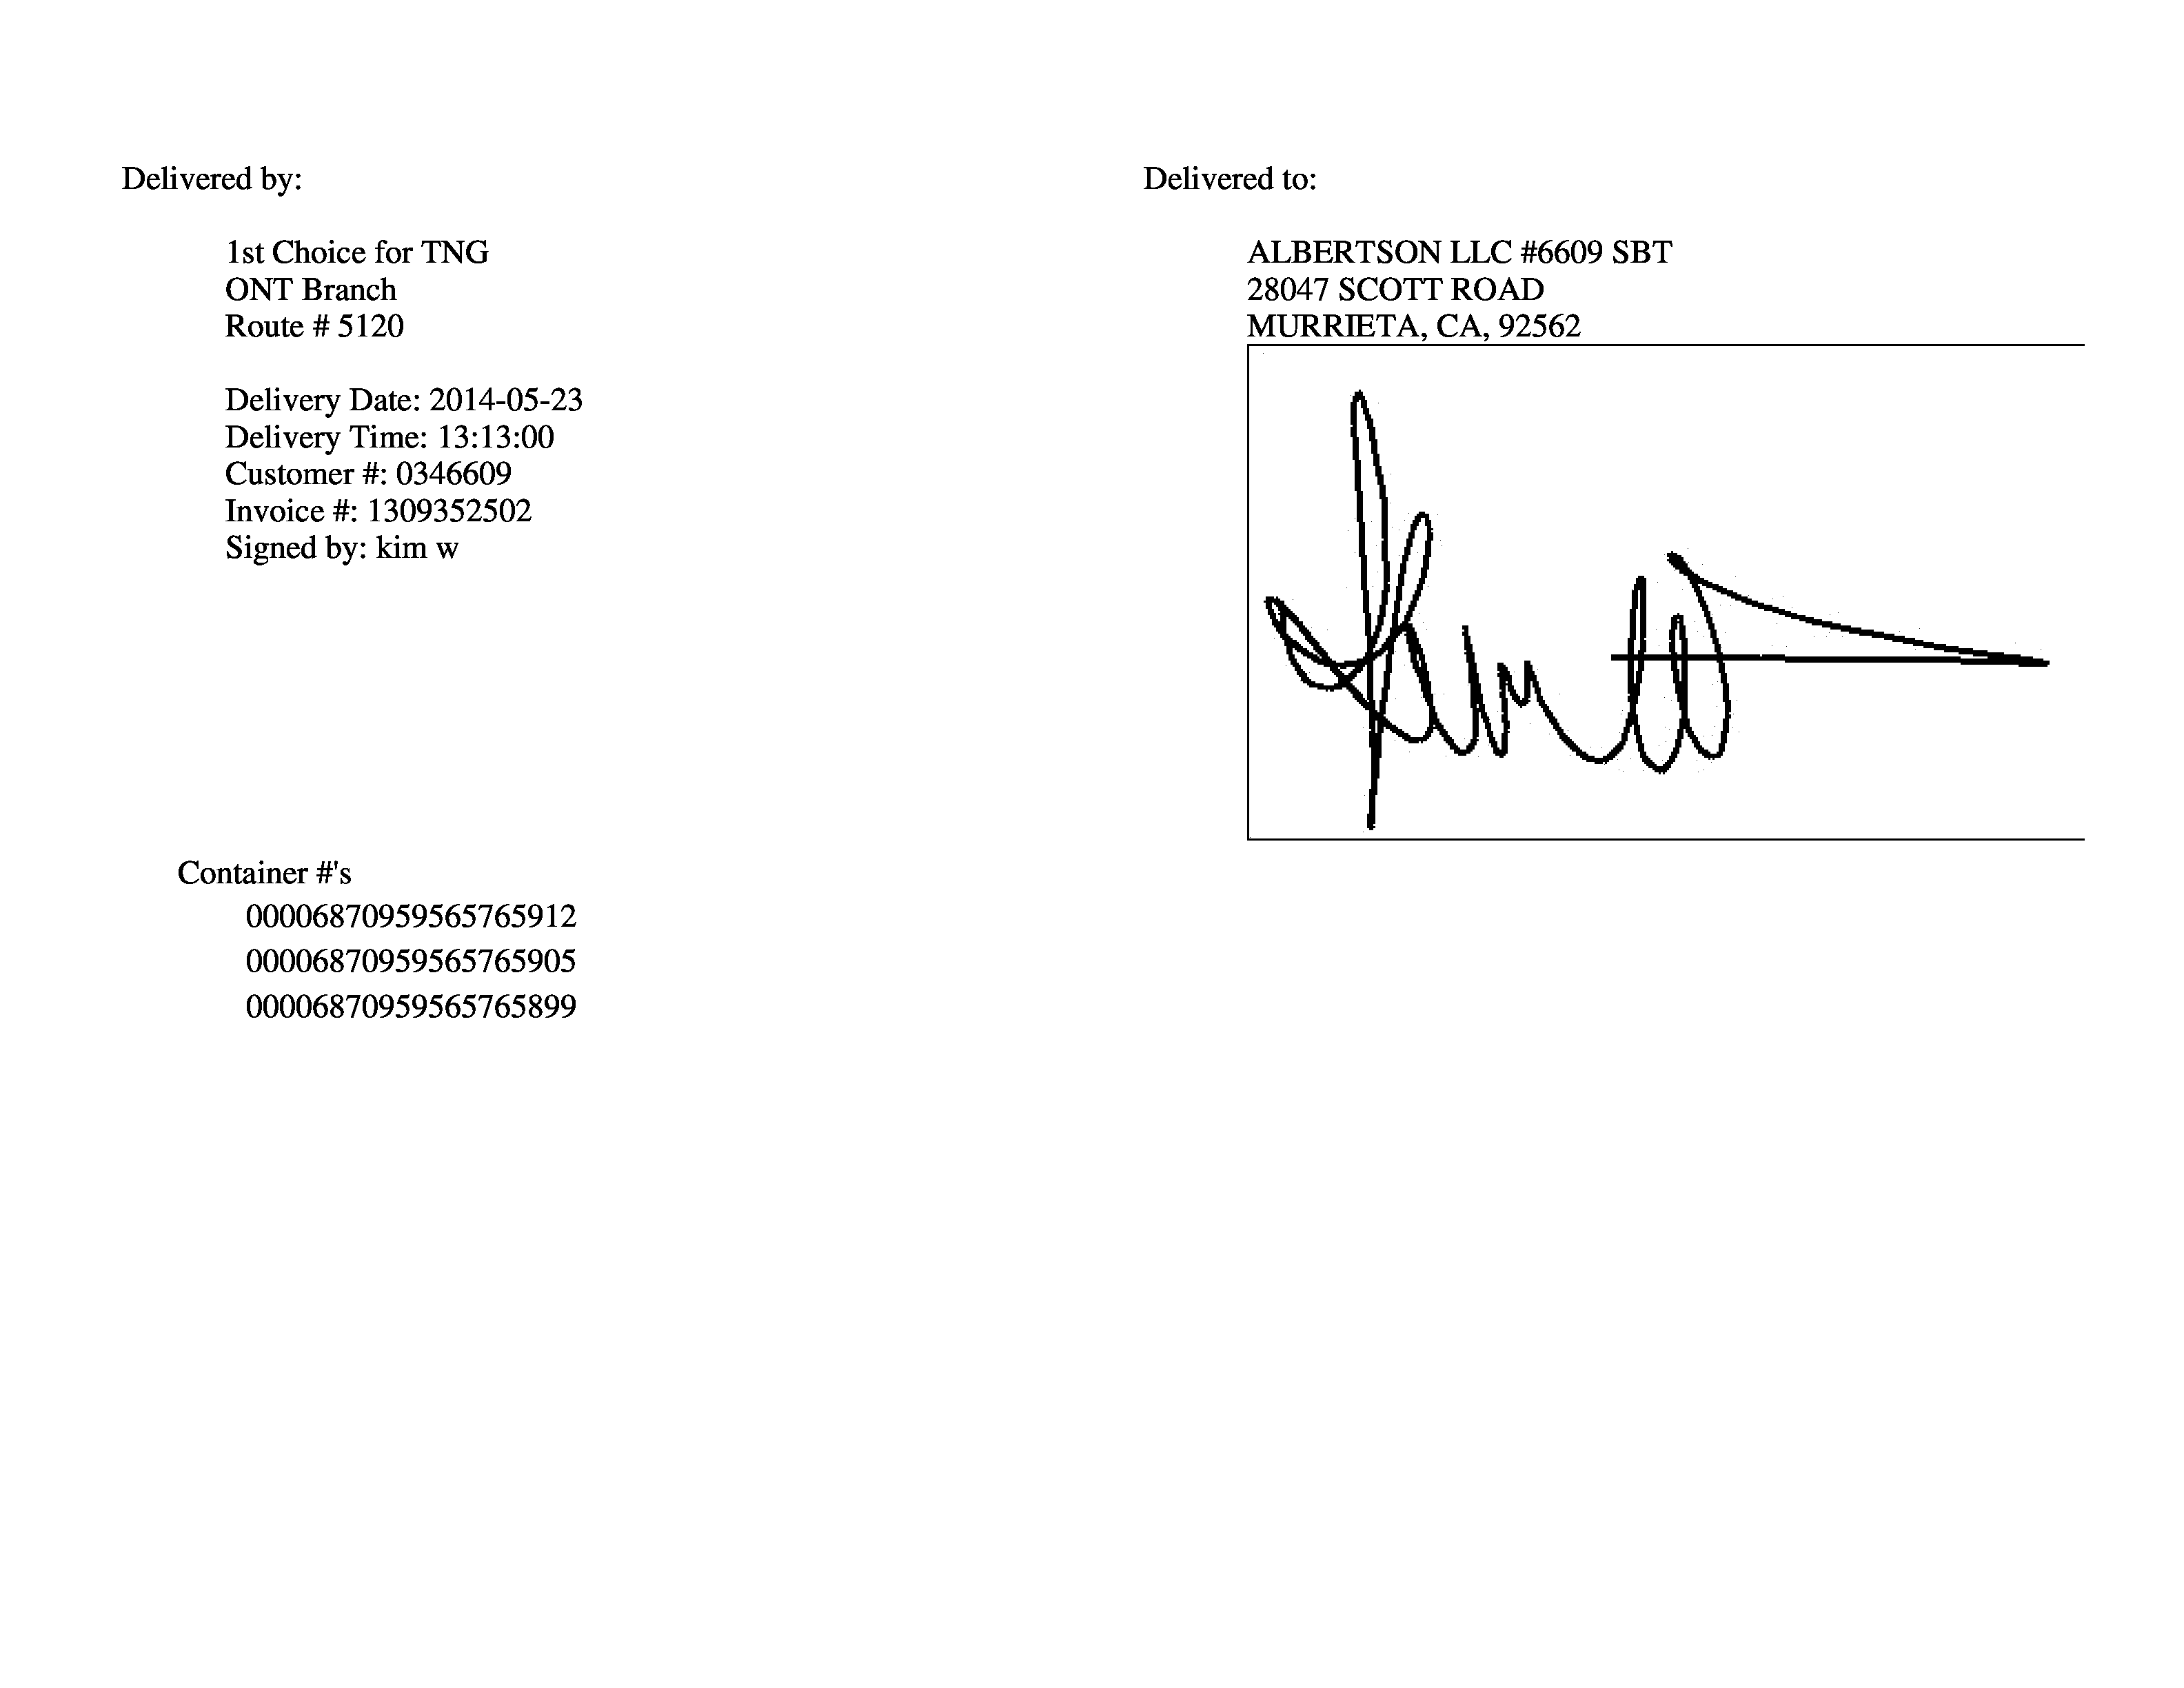 Delivered by:
1st Choice for TNG
ONT Branch
Route # 5120
Delivery Date: 2014-05-23
Delivery Time: 13:13:00
Customer #: 0346609
Invoice #: 1309352502
Signed by: kim w
Delivered to:
ALBERTSON LLC #6609 SBT
28047 SCOTT ROAD
MURRIETA, CA, 92562
Container #'s
00006870959565765912
00006870959565765905
00006870959565765899